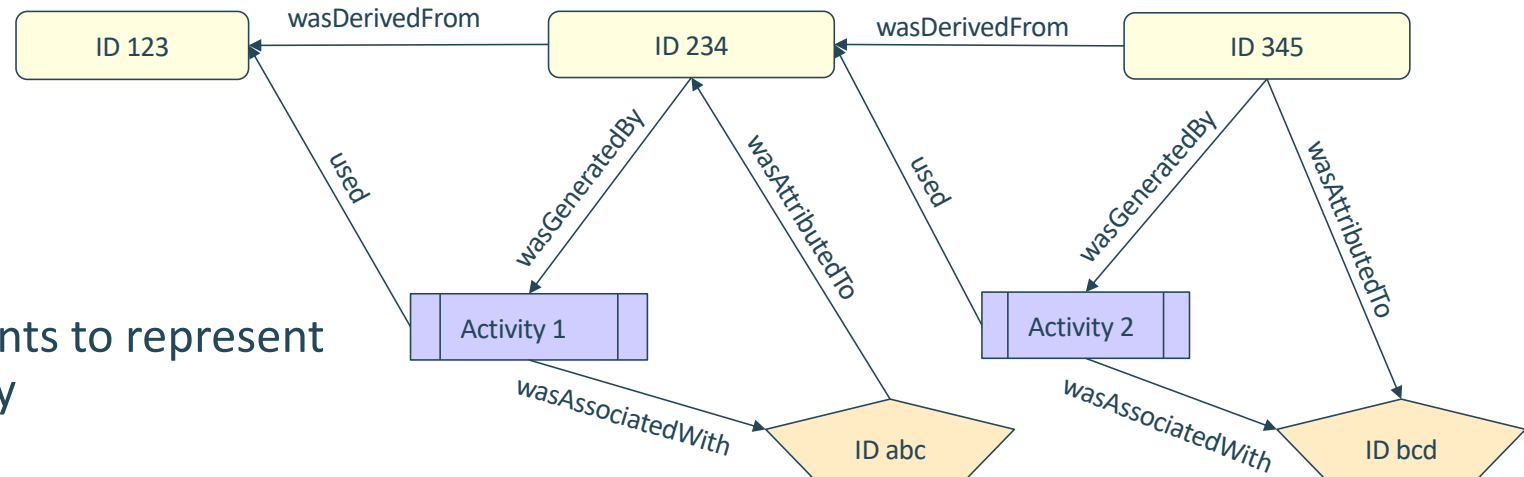 wasDerivedFrom
wasDerivedFrom
ID 123
ID 234
ID 345
used
wasGeneratedBy
wasAttributedTo
used
wasGeneratedBy
wasAttributedTo
nts to represent
y
Activity 1
Activity 2
wasAssociatedWith
wasAssociatedWith
ID abc
ID bcd